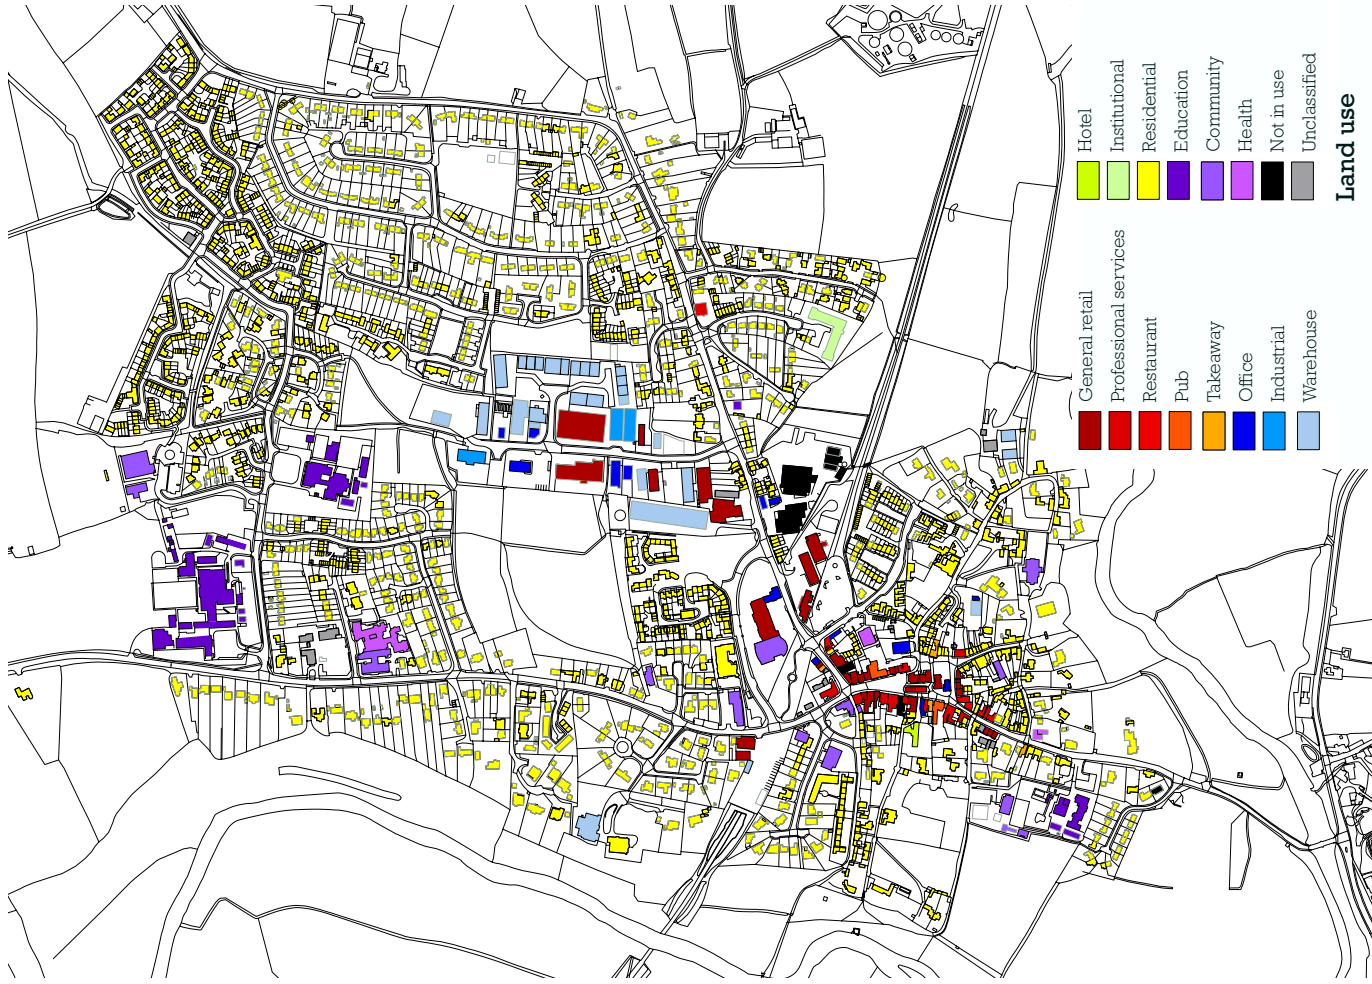 Land use
General retail
Professional services
Restaurant
Pub
Takeaway
Office
Industrial
Warehouse
Hotel
Institutional
Residential
Education
Community
Health
Not in use
Unclassified